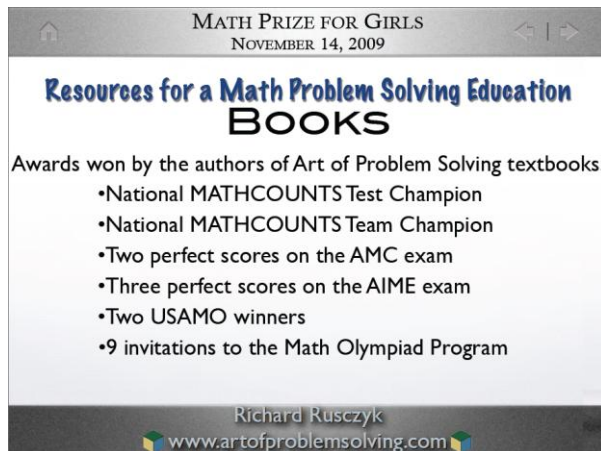 MATH PRIZE FOR GIRLS
NOVEMBER 14, 2009
Resources for a Math Problem Solving Education
BOOKS
Awards won by the authors of Art of Problem Solving textbooks
•National MATHCOUNTS Test Champion
•National MATHCOUNTS Team Champion
•Two perfect scores on the AMC exam
•Three perfect scores on the AIME exam
•Two USAMO winners
•9 invitations to the Math Olympiad Program
Richard Rusczyk
www.artofproblemsolving.com